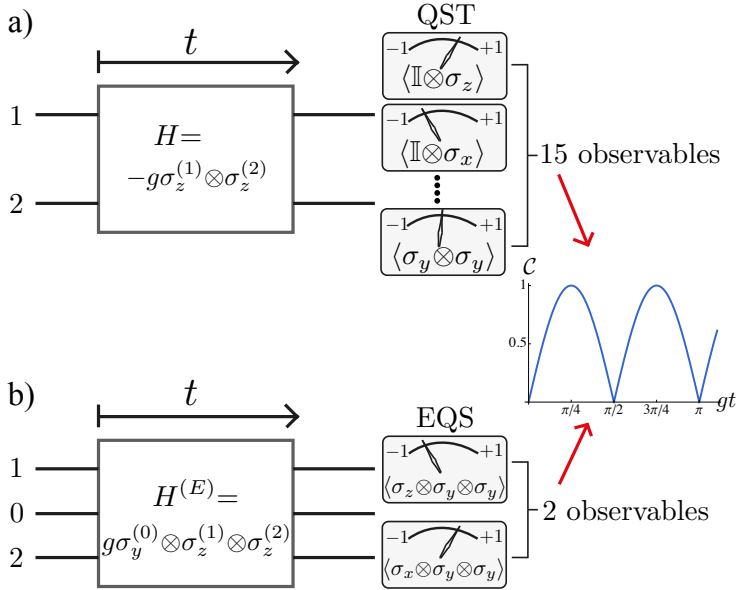 a)
t
QST
1
2
H=
−gσ_z^(1)⊗σ_z^(2)
−1 +1
⟨𝕀⊗σ_z⟩
−1 +1
⟨𝕀⊗σ_x⟩
−1 +1
⟨σ_y⊗σ_y⟩
15 observables
C
1
0.5
π/4 π/2 3π/4 π gt
b)
t
EQS
1
0
2
H^(E)=
gσ_y^(0)⊗σ_z^(1)⊗σ_z^(2)
−1 +1
⟨σ_z⊗σ_y⊗σ_y⟩
−1 +1
⟨σ_x⊗σ_y⊗σ_y⟩
2 observables